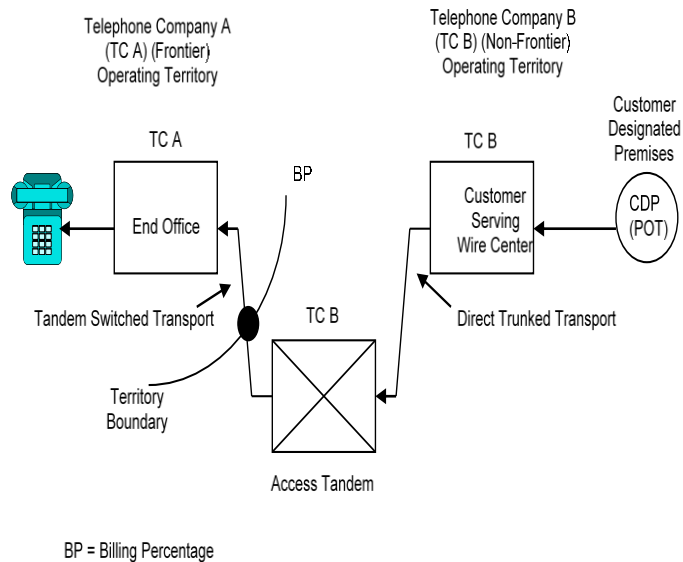 Telephone Company A
(TC A) (Frontier)
Operating Territory
Telephone Company B
(TC B) (Non-Frontier)
Operating Territory
Customer
Designated
Premises
TC A
TC B
BP
End Office
Customer
Serving
Wire Center
CDP
(POT)
Tandem Switched Transport
TC B
Direct Trunked Transport
Territory
Boundary
Access Tandem
BP = Billing Percentage